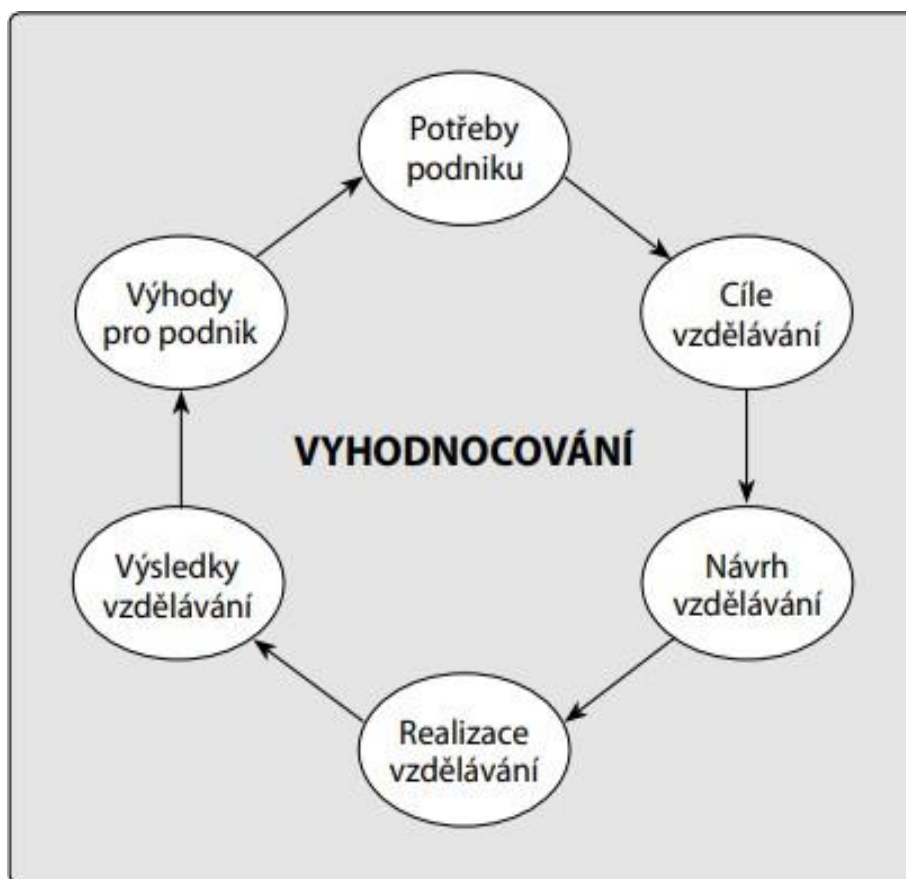 Potřeby
podniku
Výhody
pro podnik
Cíle
vzdělávání
VYHODNOCOVÁNÍ
Výsledky
vzdělávání
Návrh
vzdělávání
Realizace
vzdělávání